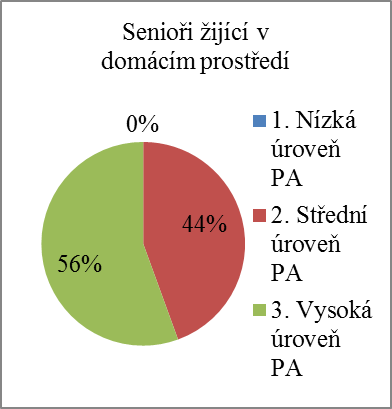 Senioři žijící v
domácím prostředí
0%
44%
56%
1. Nízká
úroveň
PA
2. Střední
úroveň
PA
3. Vysoká
úroveň
PA